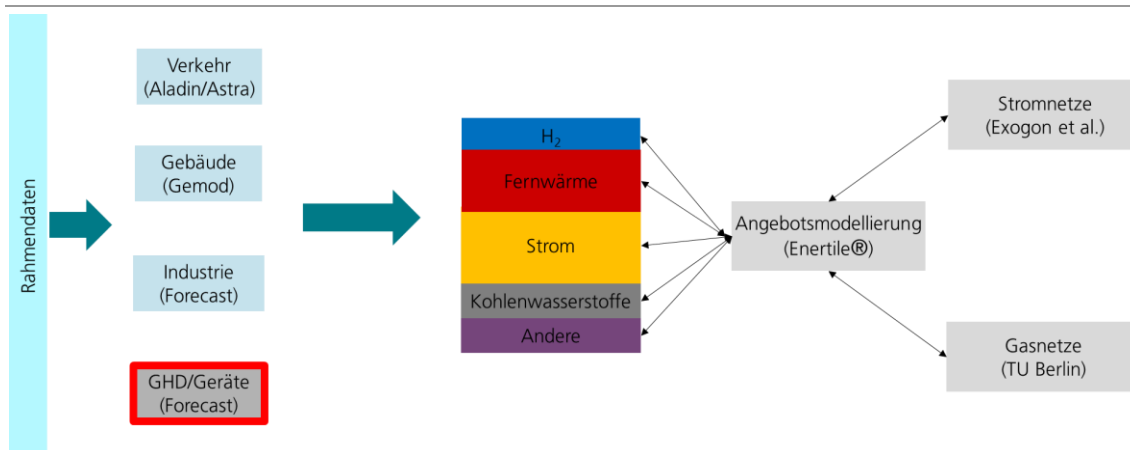 Rahmendaten
Verkehr
(Aladin/Astra)
Gebäude
(Gemod)
Industrie
(Forecast)
GHD/Geräte
(Forecast)
H₂
Fernwärme
Strom
Kohlenwasserstoffe
Andere
Angebotsmodellierung
(Enertile®)
Stromnetze
(Exogon et al.)
Gasnetze
(TU Berlin)